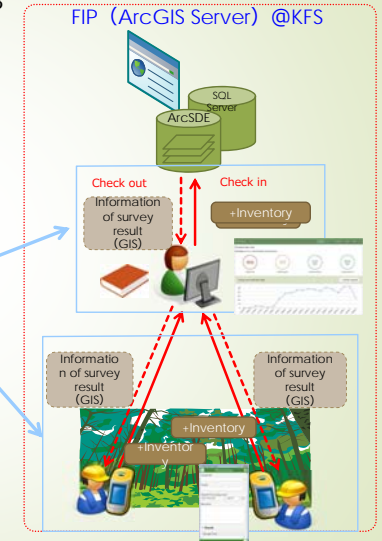 FIP (ArcGIS Server) @KFS
SQL
Server
ArcSDE
Check out
Check in
Information
of survey
result
(GIS)
+Inventory
Informatio
n of survey
result
(GIS)
Information
of survey
result
(GIS)
+Inventory
+Inventor
y